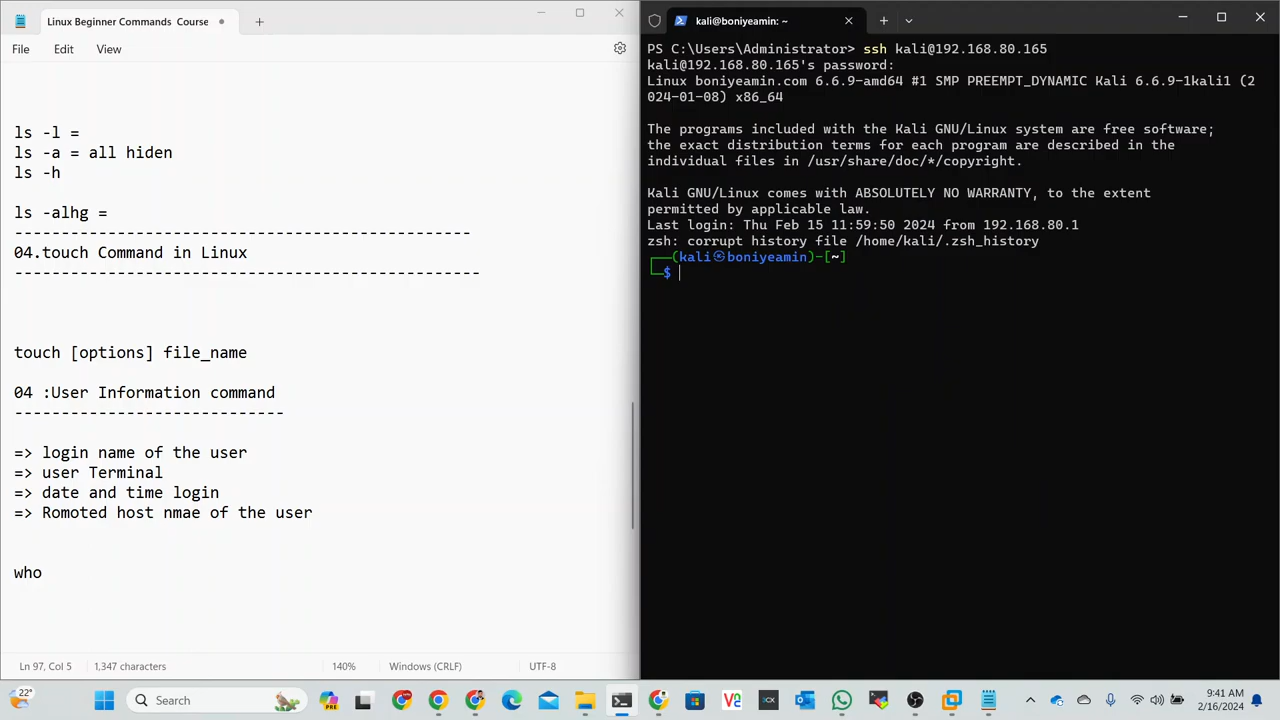 Linux Beginner Commands Course
File Edit View
ls -l =
ls -a = all hiden
ls -h
ls -alhg =
-------------------------------------------------
04.touch Command in Linux
--------------------------------------------------
touch [options] file_name
04 :User Information command
-----------------------------
=> login name of the user
=> user Terminal
=> date and time login
=> Romoted host nmae of the user
who
Ln 97, Col 5 1,347 characters 140% Windows (CRLF) UTF-8
kali@boniyeamin: ~
PS C:\Users\Administrator> ssh kali@192.168.80.165
kali@192.168.80.165's password:
Linux boniyeamin.com 6.6.9-amd64 #1 SMP PREEMPT_DYNAMIC Kali 6.6.9-1kali1 (2
024-01-08) x86_64
The programs included with the Kali GNU/Linux system are free software;
the exact distribution terms for each program are described in the
individual files in /usr/share/doc/*/copyright.
Kali GNU/Linux comes with ABSOLUTELY NO WARRANTY, to the extent
permitted by applicable law.
Last login: Thu Feb 15 11:59:50 2024 from 192.168.80.1
zsh: corrupt history file /home/kali/.zsh_history
┌──(kali㉿boniyeamin)-[~]
└─$
22°
Search
PRE
9:41 AM
2/16/2024